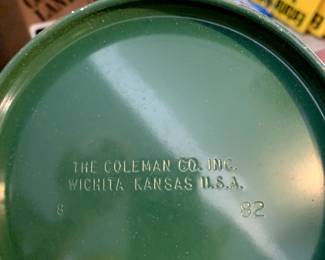 THE COLEMAN CO. INC.
WICHITA KANSAS U.S.A.
8 82